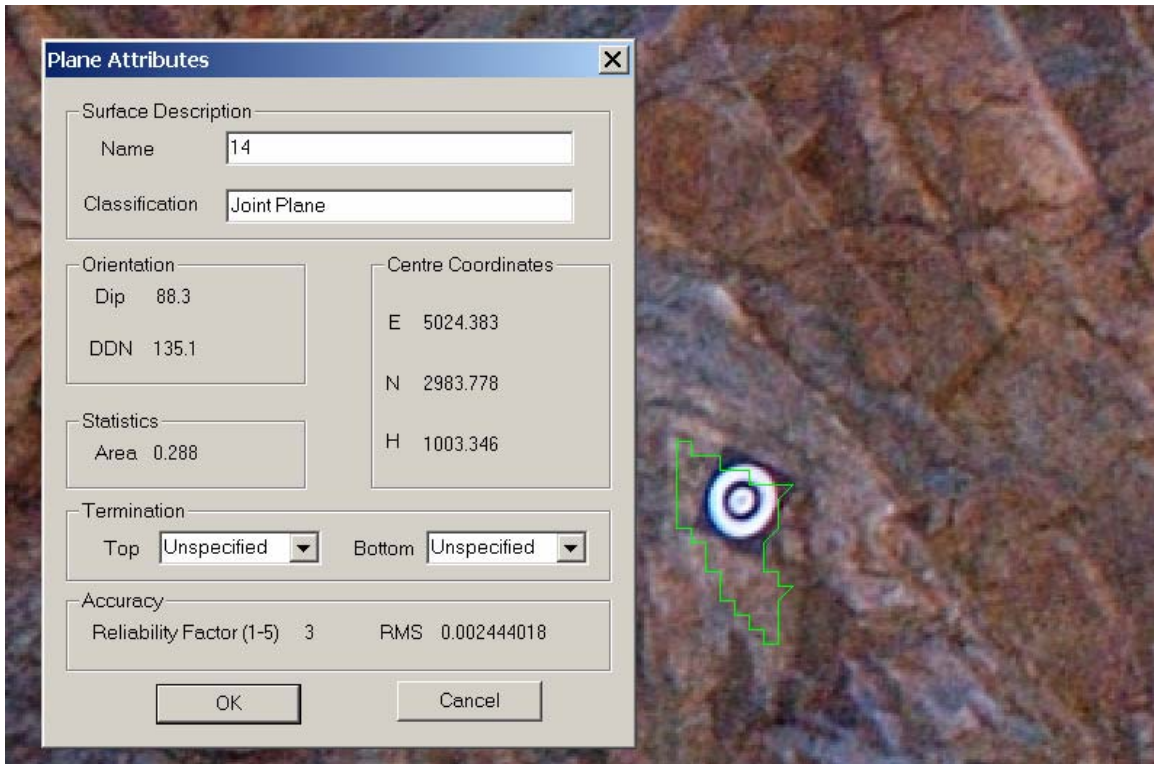 Plane Attributes
Surface Description
Name 14
Classification Joint Plane
Orientation
Dip 88.3
DDN 135.1
Centre Coordinates
E 5024.383
N 2983.778
H 1003.346
Statistics
Area 0.288
Termination
Top Unspecified Bottom Unspecified
Accuracy
Reliability Factor (1-5) 3 RMS 0.002444018
OK Cancel